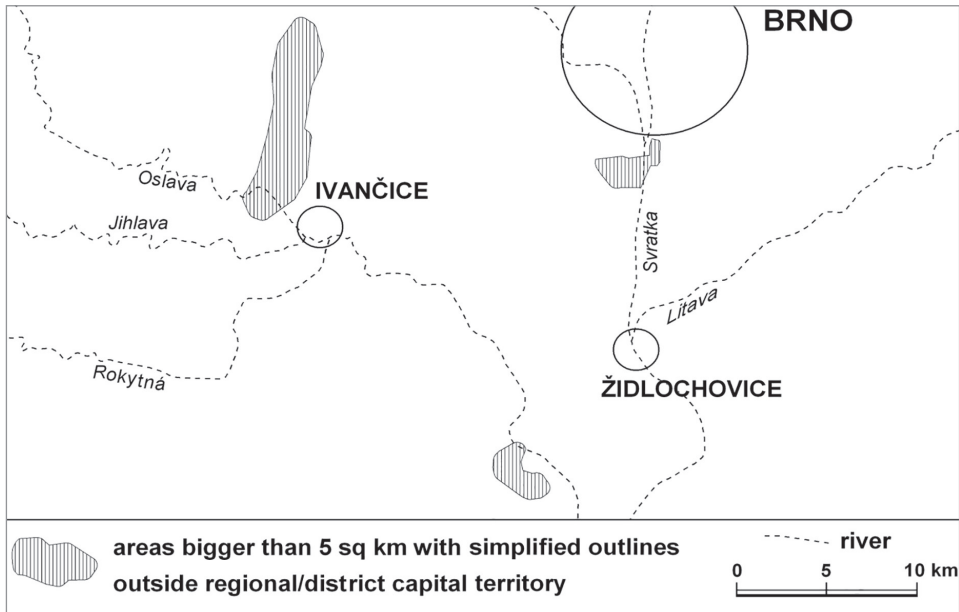 BRNO
Oslava
IVANČICE
Jihlava
Svratka
Litava
Rokytná
ŽIDLOCHOVICE
areas bigger than 5 sq km with simplified outlines
outside regional/district capital territory
river
0 5 10 km